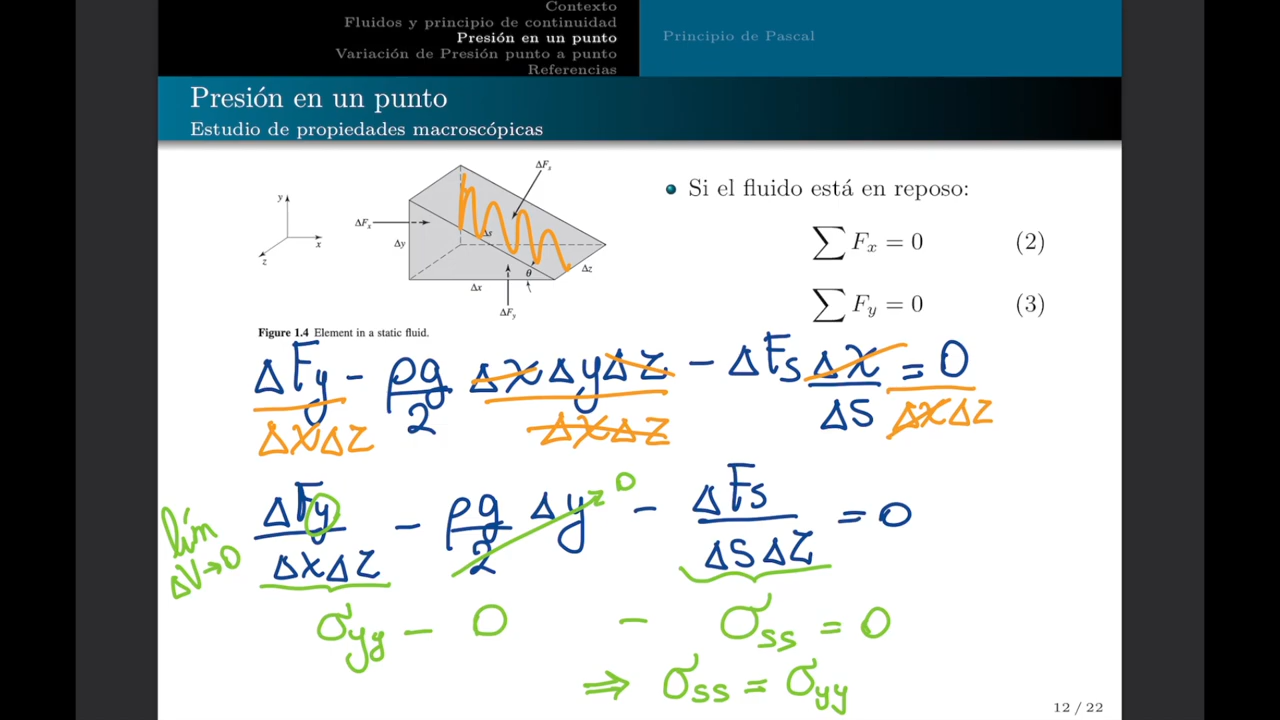 Contexto
Fluidos y principio de continuidad
Presión en un punto
Variación de Presión punto a punto
Referencias
Principio de Pascal
Presión en un punto
Estudio de propiedades macroscópicas
y
x
z
ΔFₛ
ΔFₓ
Δs
Δy
θ
Δz
Δx
ΔFᵧ
Figure 1.4 Element in a static fluid.
Si el fluido está en reposo:
∑ Fₓ = 0 (2)
∑ Fᵧ = 0 (3)
ΔFy/ΔxΔz − ρg/2 ΔxΔyΔz/ΔxΔz − ΔFs Δx/ΔS = 0/ΔxΔz
lím ΔV→0 ΔFy/ΔxΔz − ρg/2 Δy → 0 − ΔFs/ΔSΔz = 0
σyy − 0 − σss = 0
⇒ σss = σyy
12 / 22